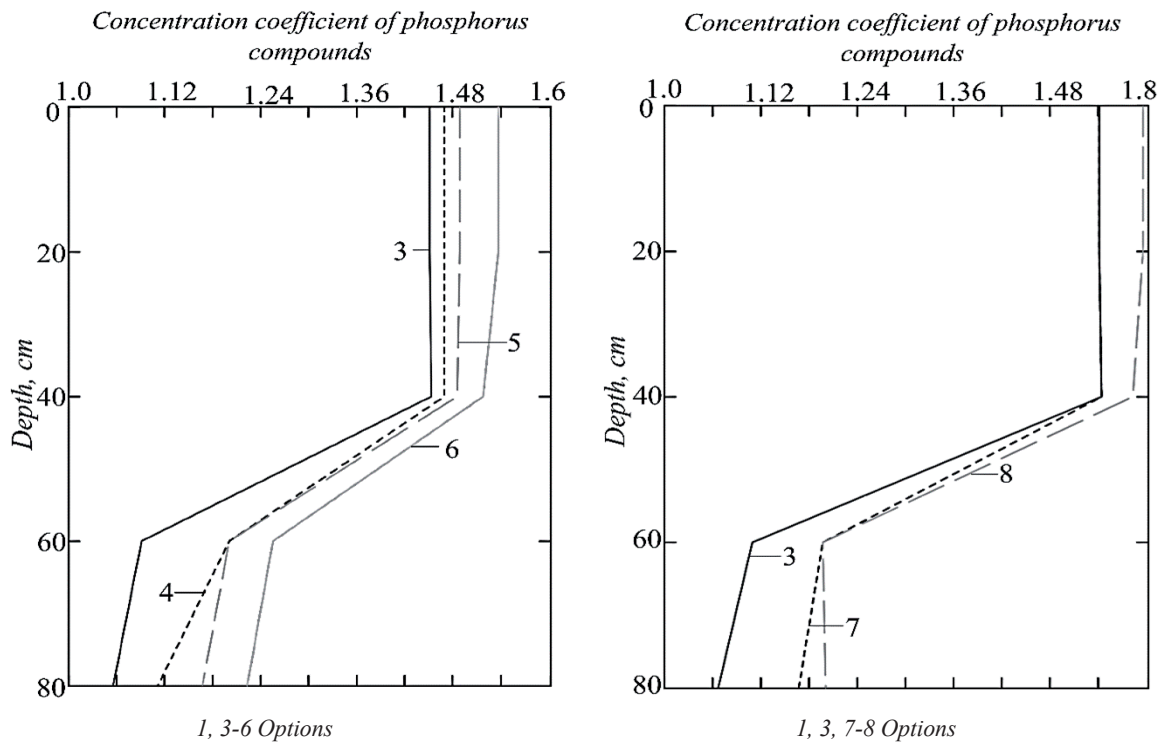 Concentration coefficient of phosphorus
compounds
1.0 1.12 1.24 1.36 1.48 1.6
0
20
40
60
80
Depth, cm
3
5
6
4
1, 3-6 Options
Concentration coefficient of phosphorus
compounds
1.0 1.12 1.24 1.36 1.48 1.8
0
20
40
60
80
Depth, cm
8
3
7
1, 3, 7-8 Options